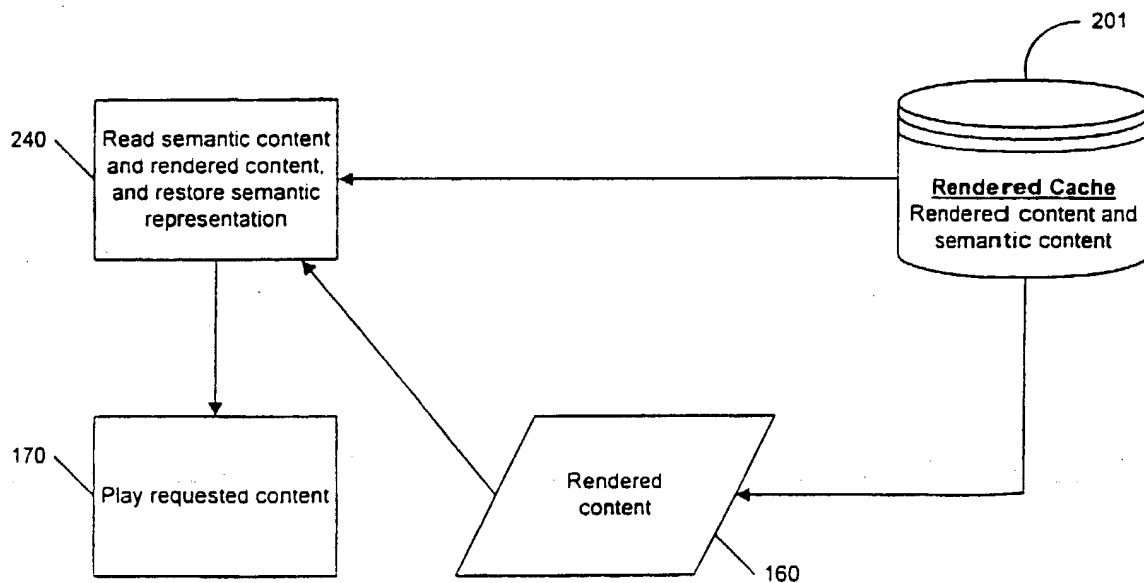 201
240
Read semantic content
and rendered content,
and restore semantic
representation
Rendered Cache
Rendered content and
semantic content
170
Play requested content
Rendered
content
160